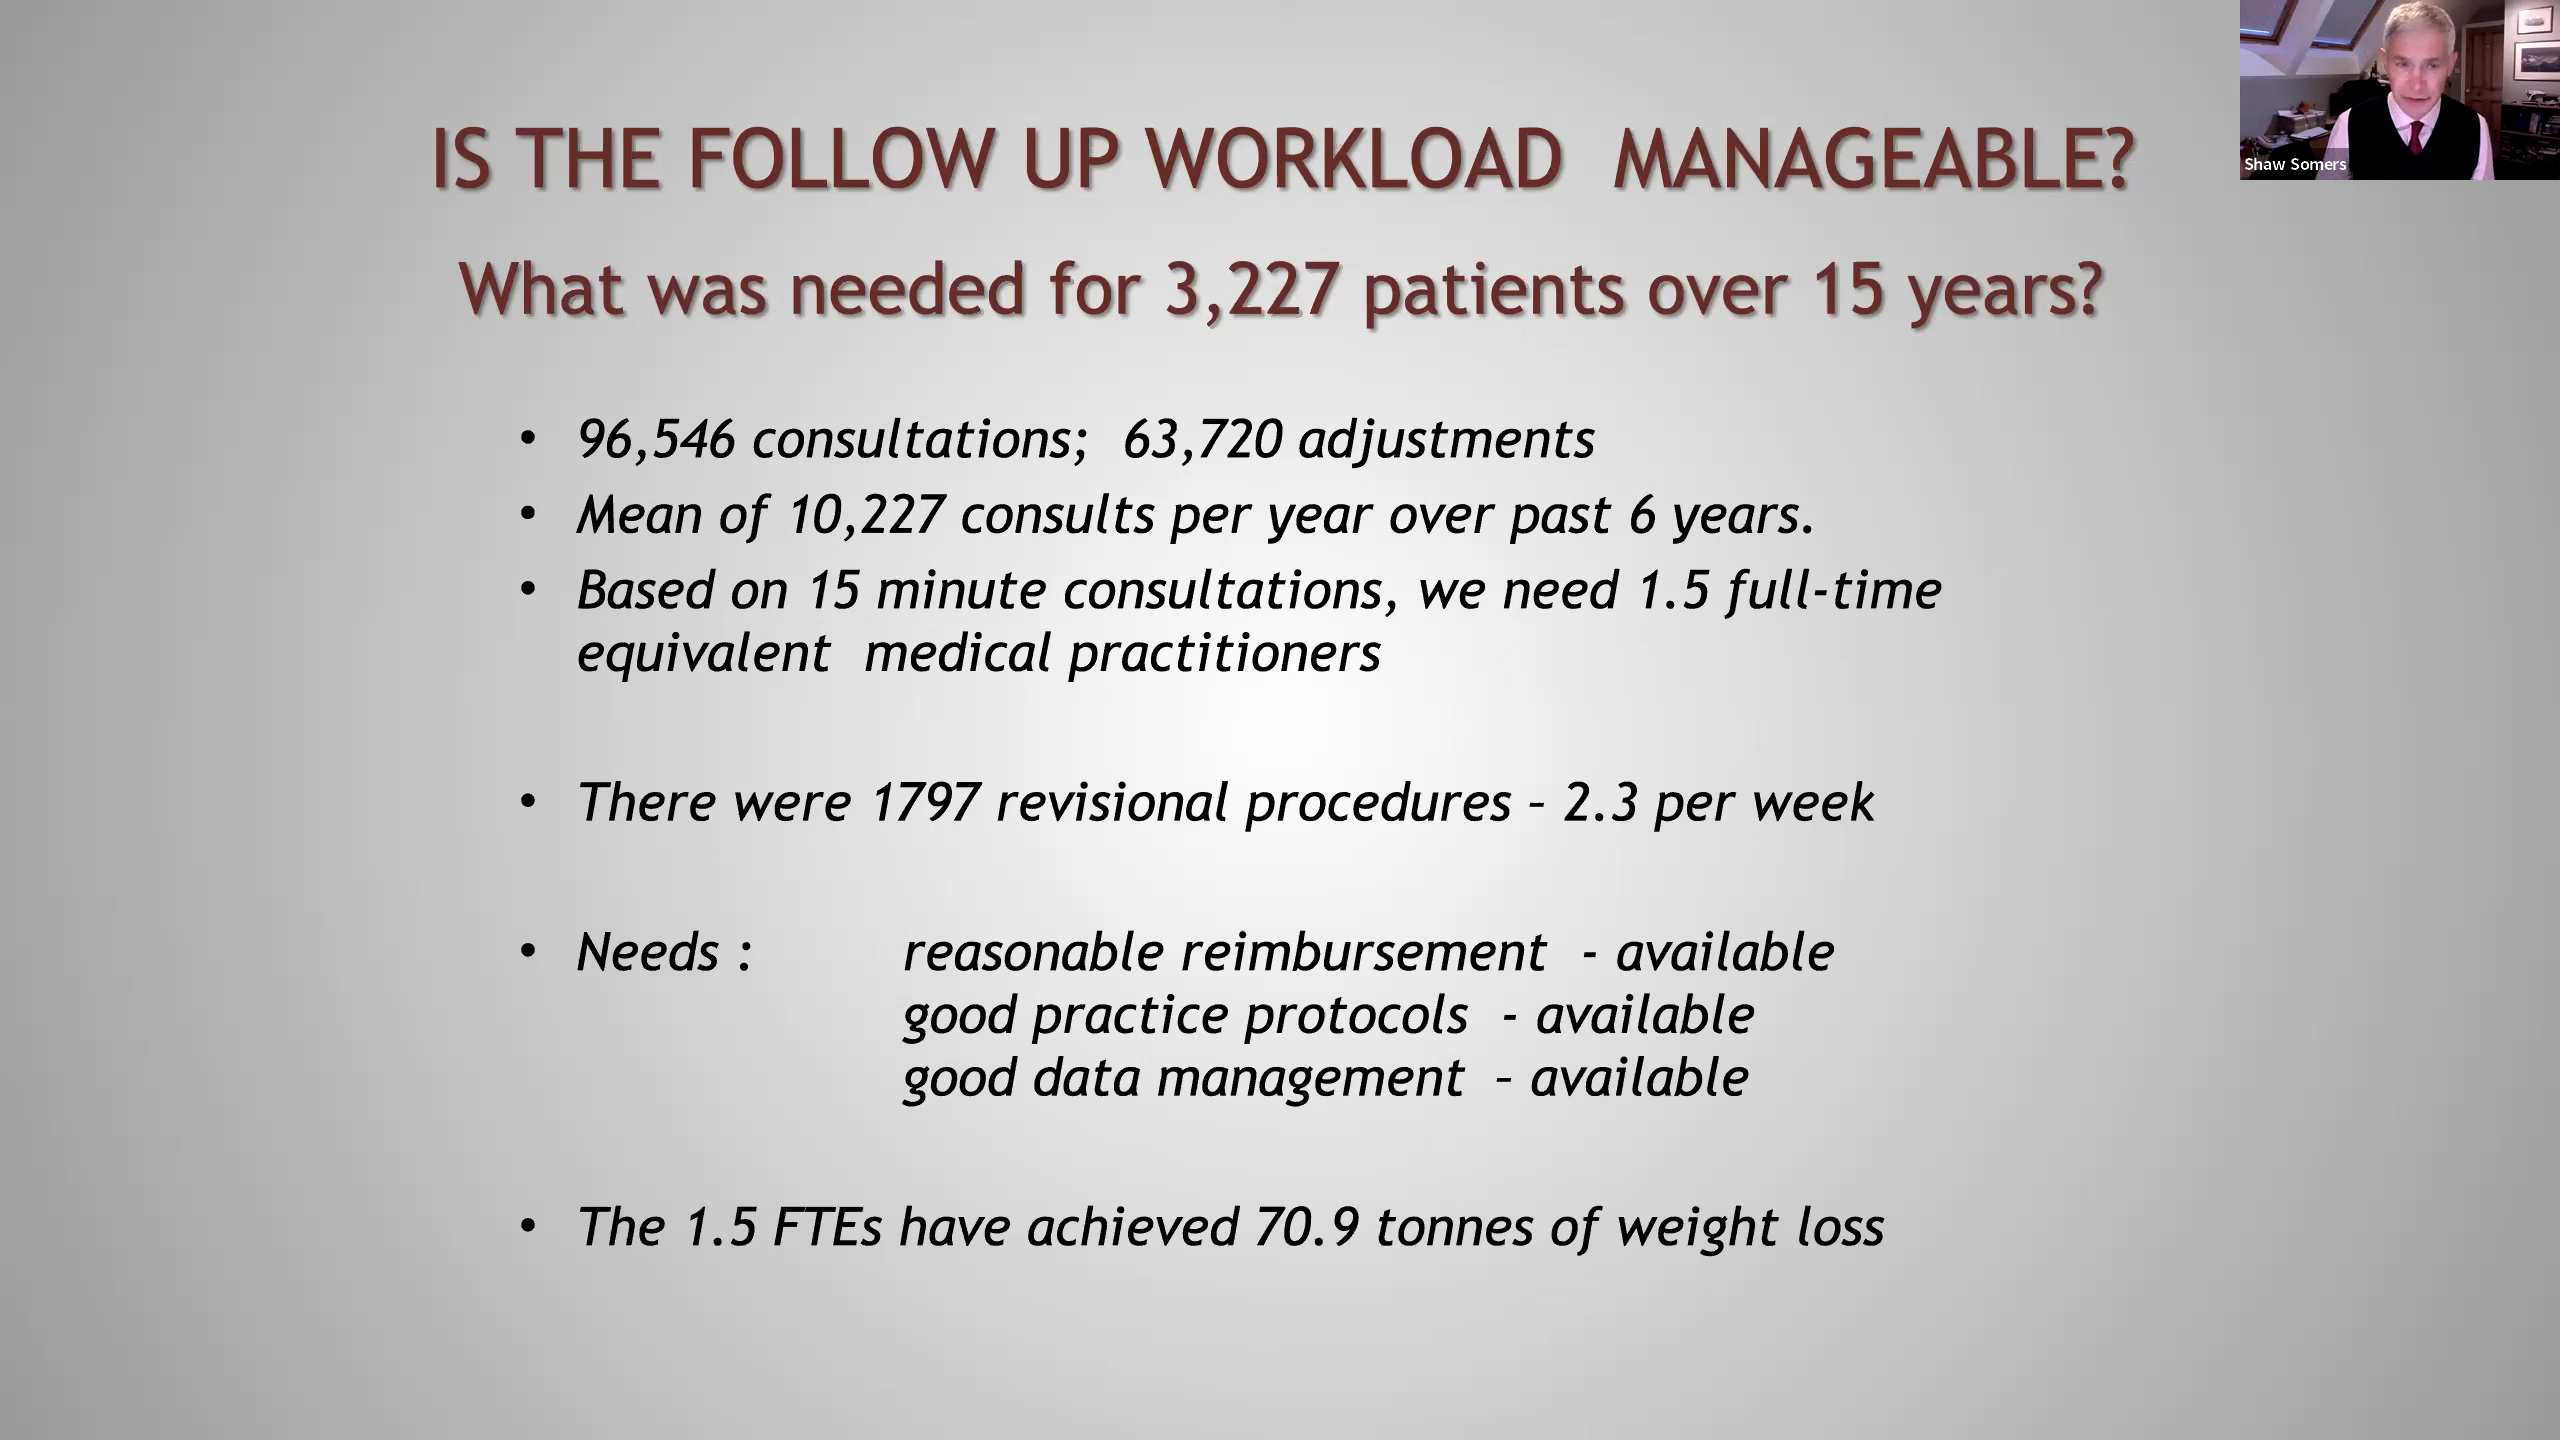 Shaw Somers
IS THE FOLLOW UP WORKLOAD  MANAGEABLE?
What was needed for 3,227 patients over 15 years?
• 96,546 consultations;  63,720 adjustments
• Mean of 10,227 consults per year over past 6 years.
• Based on 15 minute consultations, we need 1.5 full-time
equivalent  medical practitioners
• There were 1797 revisional procedures – 2.3 per week
• Needs : reasonable reimbursement  - available
good practice protocols  - available
good data management  – available
• The 1.5 FTEs have achieved 70.9 tonnes of weight loss